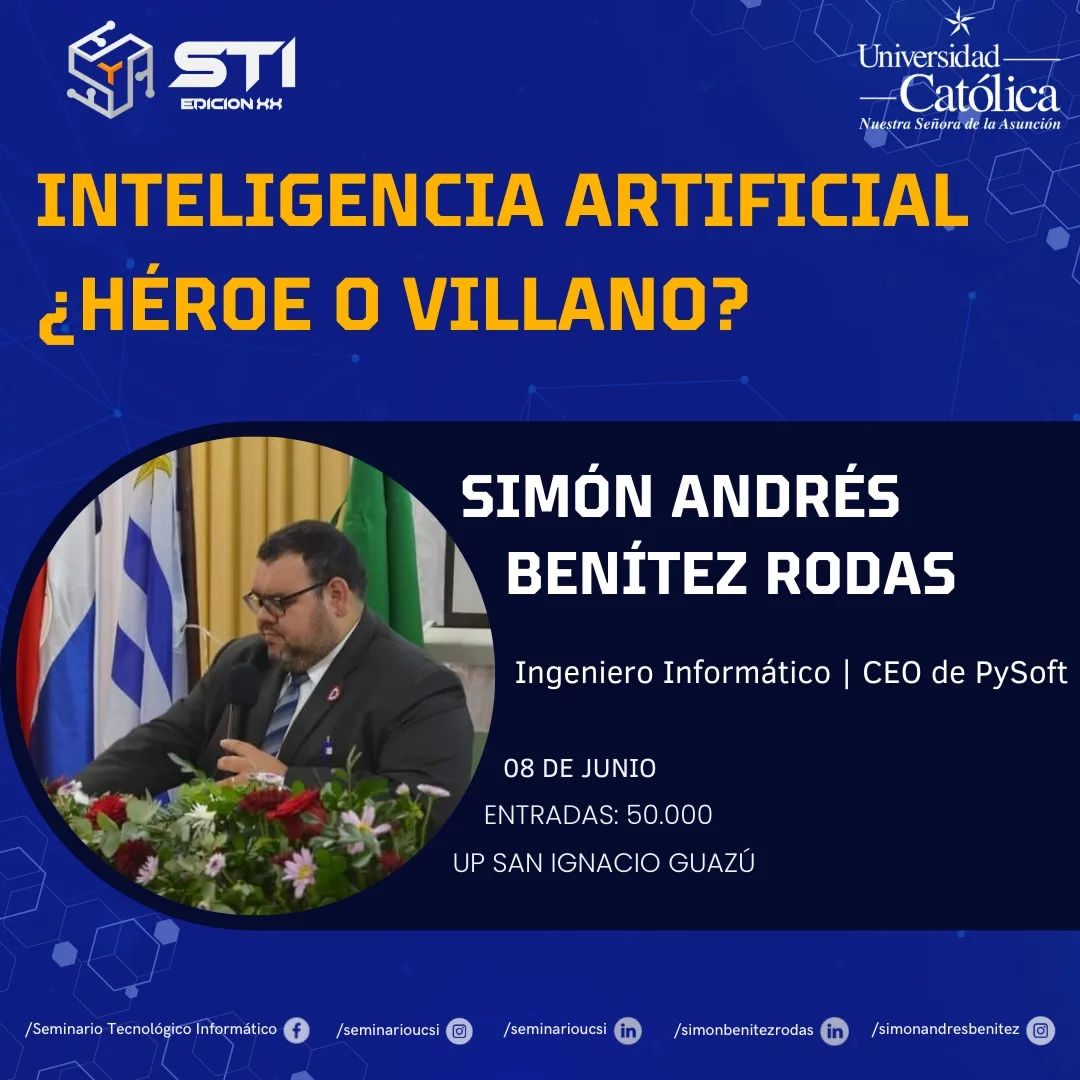 STI
EDICION XX
Universidad
Católica
Nuestra Señora de la Asunción
INTELIGENCIA ARTIFICIAL
¿HÉROE O VILLANO?
SIMÓN ANDRÉS
BENÍTEZ RODAS
Ingeniero Informático | CEO de PySoft
08 DE JUNIO
ENTRADAS: 50.000
UP SAN IGNACIO GUAZÚ
/Seminario Tecnológico Informático
/seminarioucsi
/seminarioucsi
/simonbenitezrodas
/simonandresbenitez